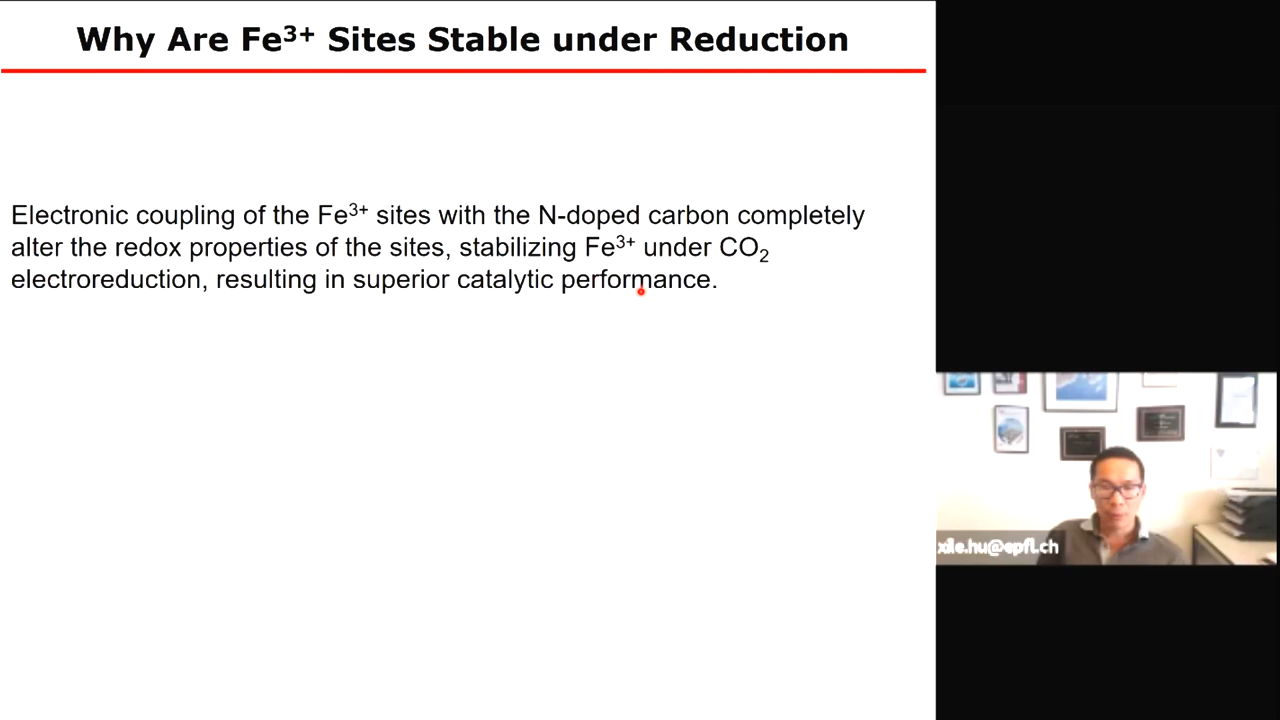 Why Are Fe³⁺ Sites Stable under Reduction
Electronic coupling of the Fe³⁺ sites with the N-doped carbon completely
alter the redox properties of the sites, stabilizing Fe³⁺ under CO₂
electroreduction, resulting in superior catalytic performance.
xile.hu@epfl.ch